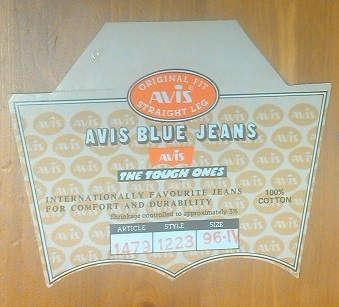 ORIGINAL FIT
AVIS
STRAIGHT LEG
AVIS BLUE JEANS
AVIS
THE TOUGH ONES
INTERNATIONALLY FAVOURITE JEANS
FOR COMFORT AND DURABILITY
100%
COTTON
Shrinkage controlled to approximately 3%
ARTICLE STYLE SIZE
1479 1223 96-IV